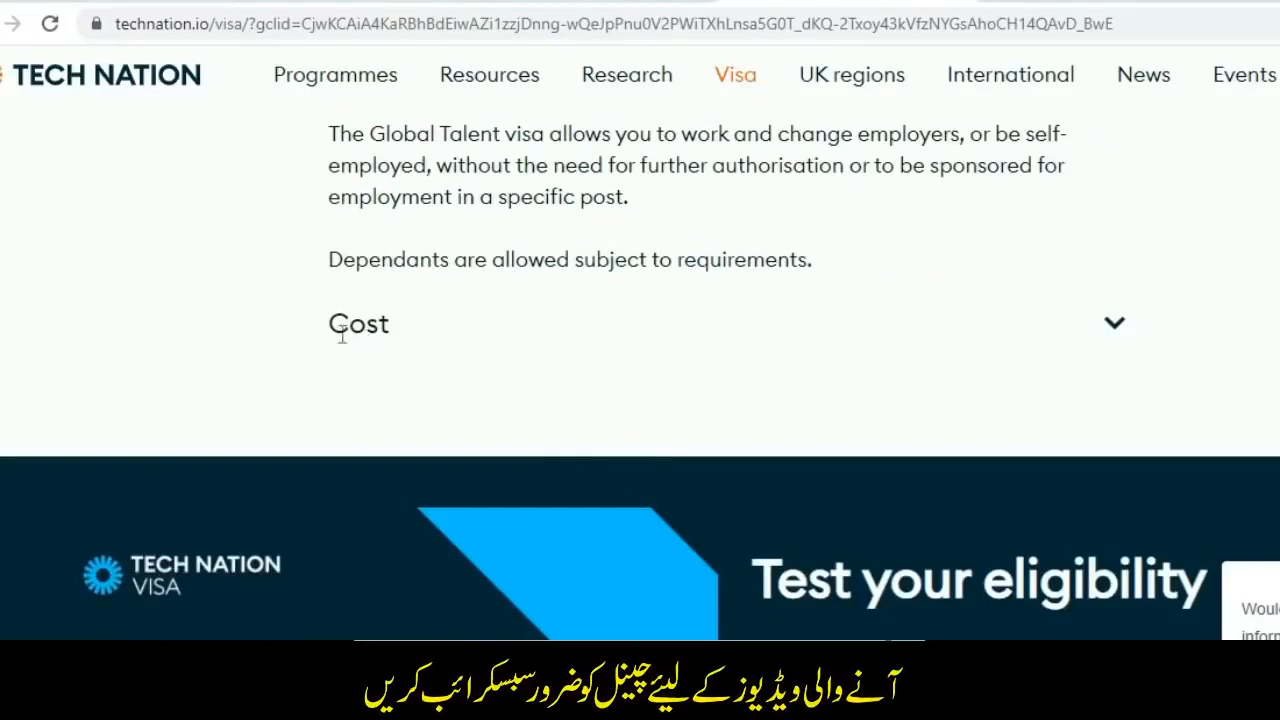 technation.io/visa/?gclid=CjwKCAiA4KaRBhBdEiwAZi1zzjDnng-wQeJpPnu0V2PWiTXhLnsa5G0T_dKQ-2Txoy43kVfzNYGsAhoCH14QAvD_BwE
TECH NATION Programmes Resources Research Visa UK regions International News Events
The Global Talent visa allows you to work and change employers, or be self-
employed, without the need for further authorisation or to be sponsored for
employment in a specific post.
Dependants are allowed subject to requirements.
Cost
TECH NATION
VISA
Test your eligibility
آنے والی ویڈیوز کے لیئے چینل کو ضرور سبسکرائب کریں